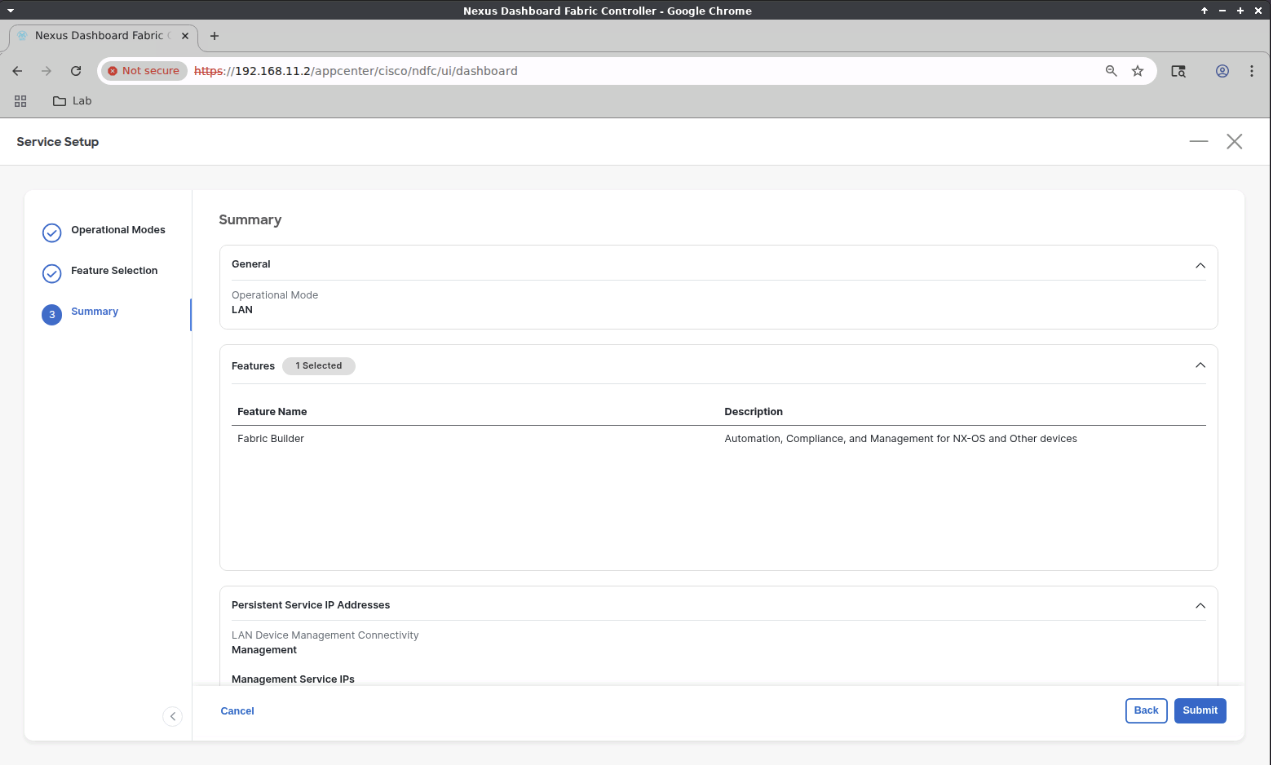 Nexus Dashboard Fabric Controller - Google Chrome
Nexus Dashboard Fabric
Not secure https://192.168.11.2/appcenter/cisco/ndfc/ui/dashboard
Lab
Service Setup
Operational Modes
Feature Selection
3 Summary
Summary
General
Operational Mode
LAN
Features 1 Selected
Feature Name Description
Fabric Builder Automation, Compliance, and Management for NX-OS and Other devices
Persistent Service IP Addresses
LAN Device Management Connectivity
Management
Management Service IPs
Cancel Back Submit